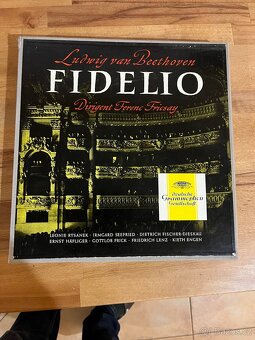 Ludwig van Beethoven
FIDELIO
Dirigent Ferenc Fricsay
Deutsche
Grammophon
Gesellschaft
LEONIE RYSANEK · IRMGARD SEEFRIED · DIETRICH FISCHER-DIESKAU
ERNST HÄFLIGER · GOTTLOB FRICK · FRIEDRICH LENZ · KIETH ENGEN